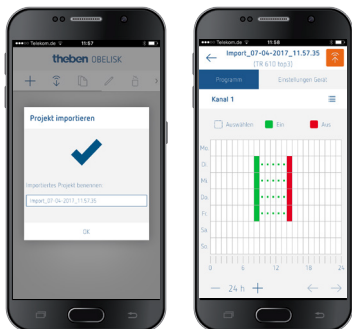 Telekom.de 11:57
theben OBELISK
Projekt importieren
Importiertes Projekt benennen:
Import_07-04-2017_11.57.35
OK
Telekom.de 11:58
Import_07-04-2017_11.57.35
(TR 610 top3)
Programm Einstellungen Gerät
Kanal 1
Auswählen Ein Aus
Mo
Di
Mi
Do
Fr
Sa
So
0 6 12 18 24
24 h